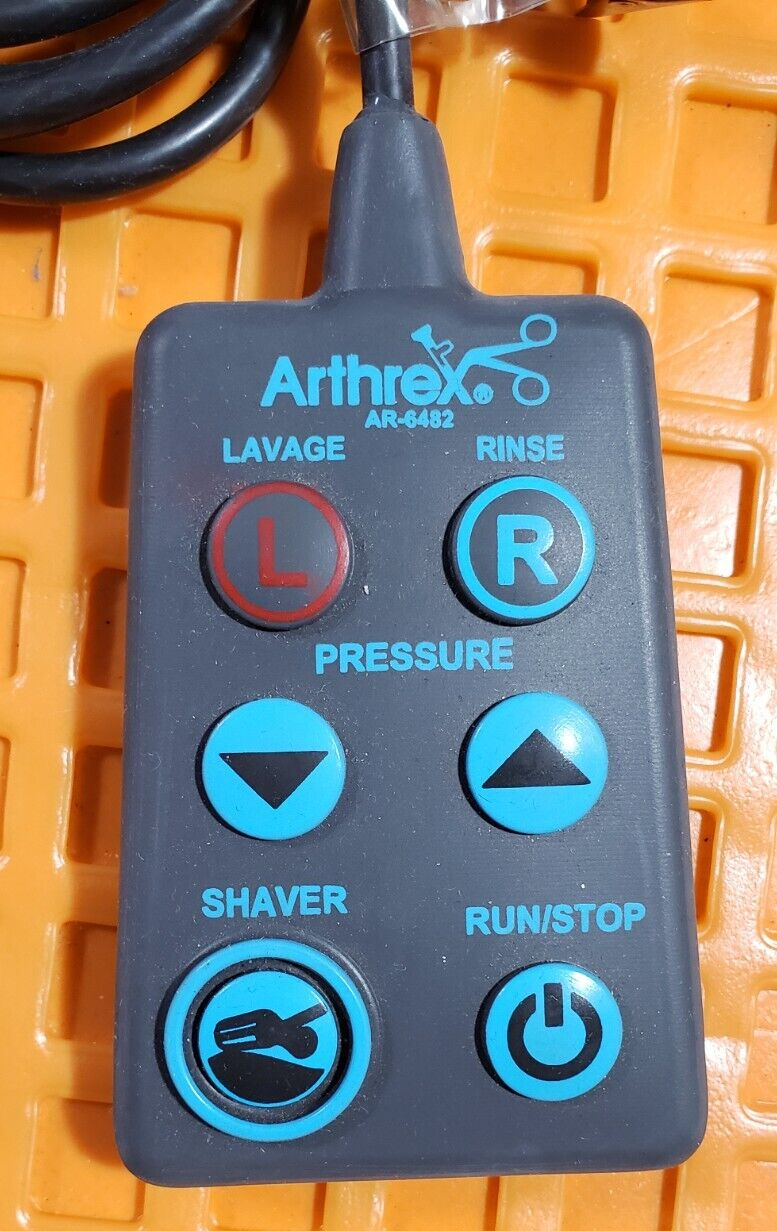 Arthrex®
AR-6482
LAVAGE RINSE
L R
PRESSURE
SHAVER RUN/STOP